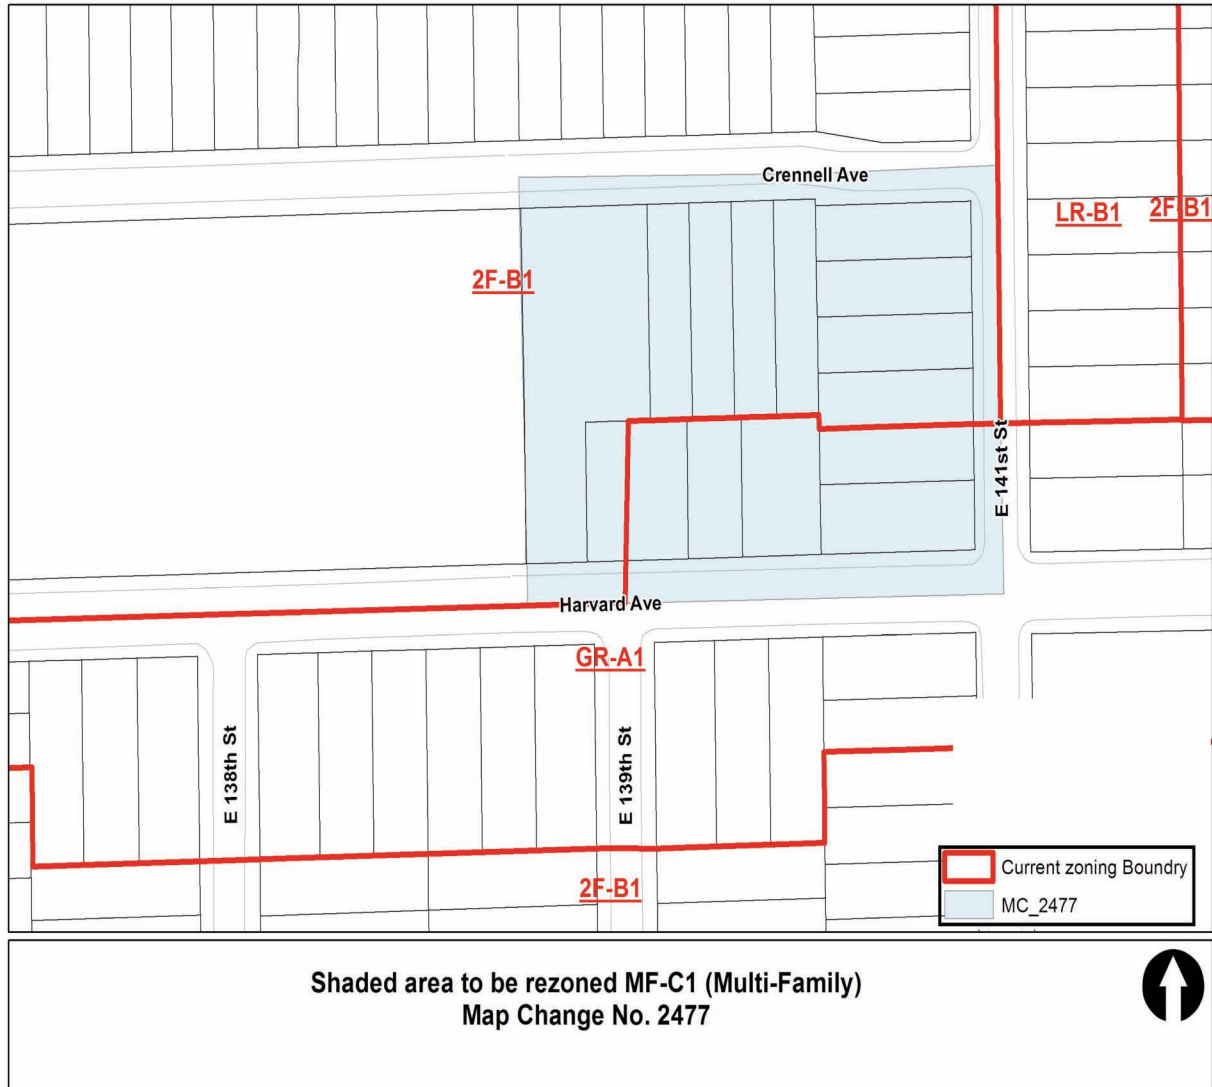 Crennell Ave
LR-B1
2F-B1
2F-B1
E 141st St
Harvard Ave
GR-A1
E 138th St
E 139th St
2F-B1
Current zoning Boundry
MC_2477
Shaded area to be rezoned MF-C1 (Multi-Family)
Map Change No. 2477